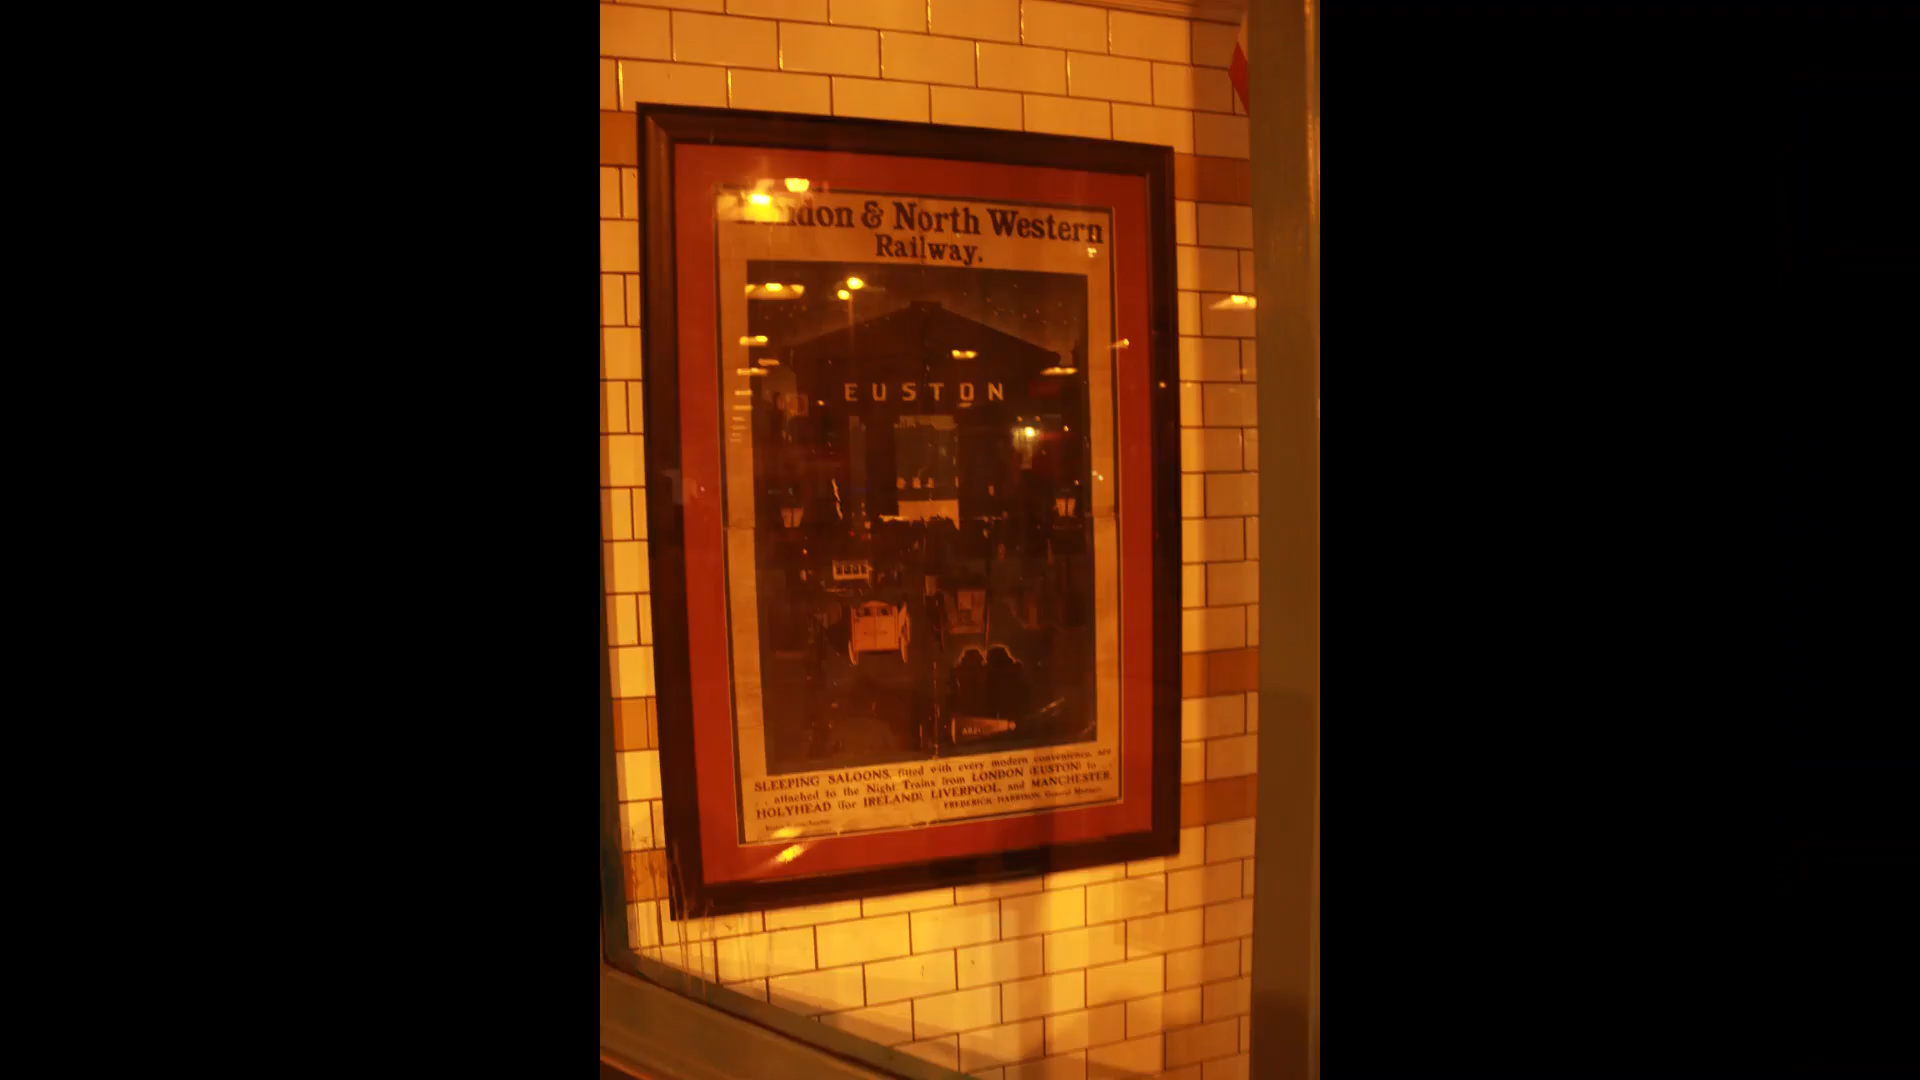 London & North Western
Railway.
EUSTON
SLEEPING SALOONS, fitted with every modern convenience, are
. . attached to the Night Trains from LONDON (EUSTON) to . .
HOLYHEAD (for IRELAND) LIVERPOOL, and MANCHESTER.
FREDERICK HARRISON, General Manager.